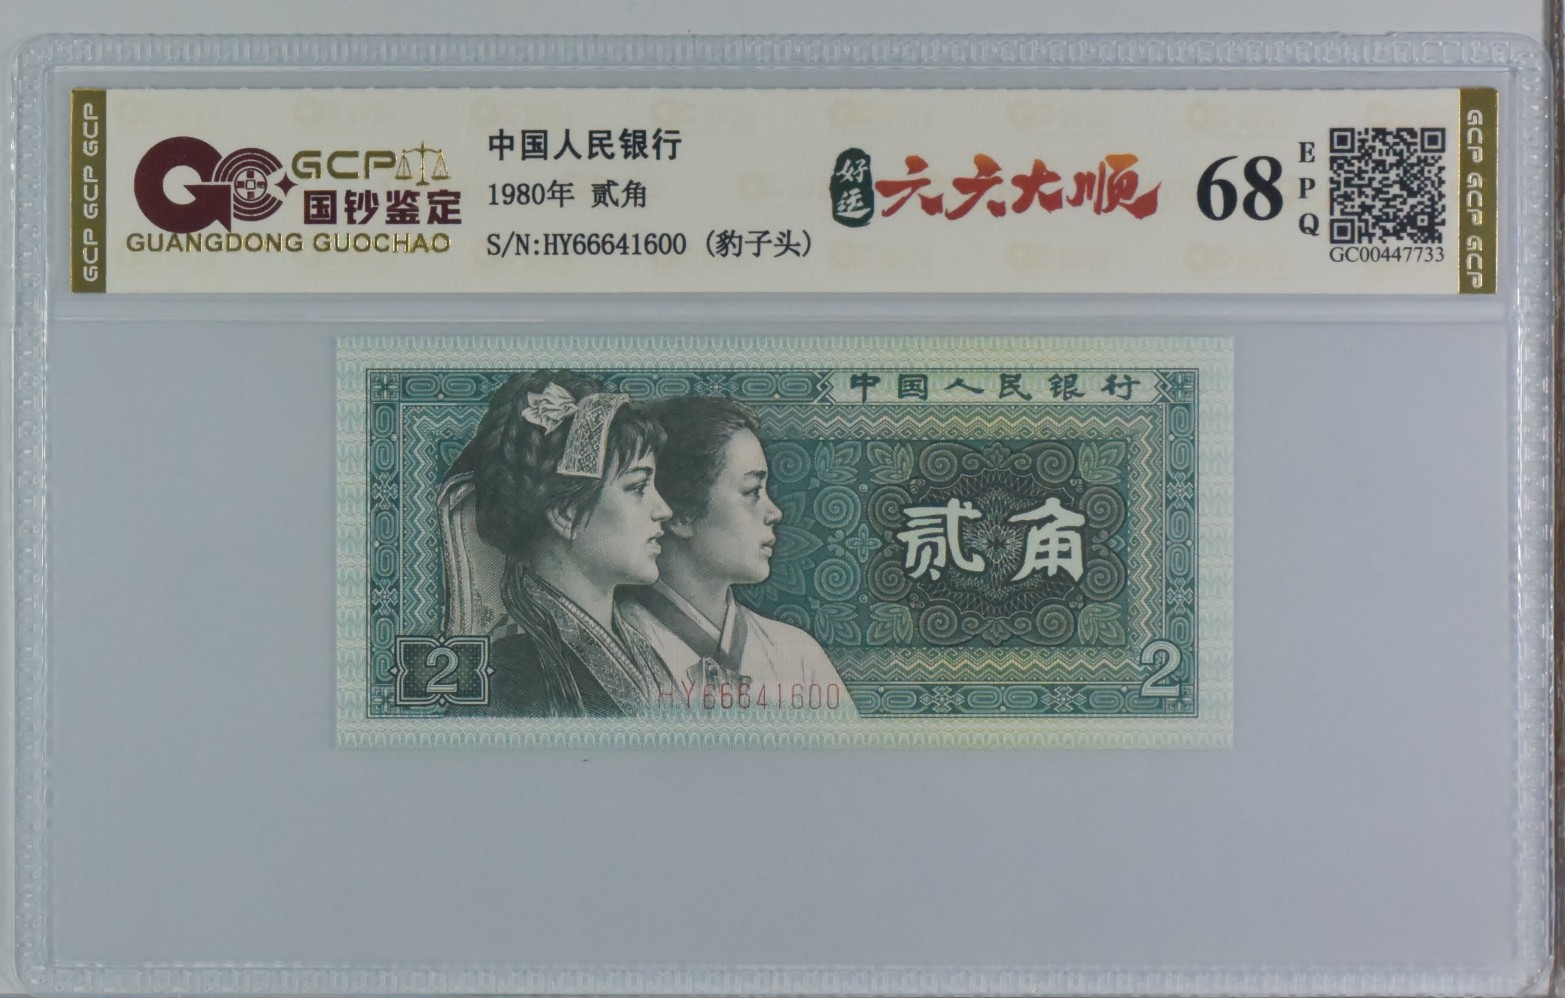 GCP GCP GCP
GCP
国钞鉴定
GUANGDONG GUOCHAO
中国人民银行
1980年 贰角
S/N:HY66641600 (豹子头)
好运
六六大顺
68
EPQ
GC00447733
GCP GCP GCP
中国人民银行
贰角
2
2
HY66641600